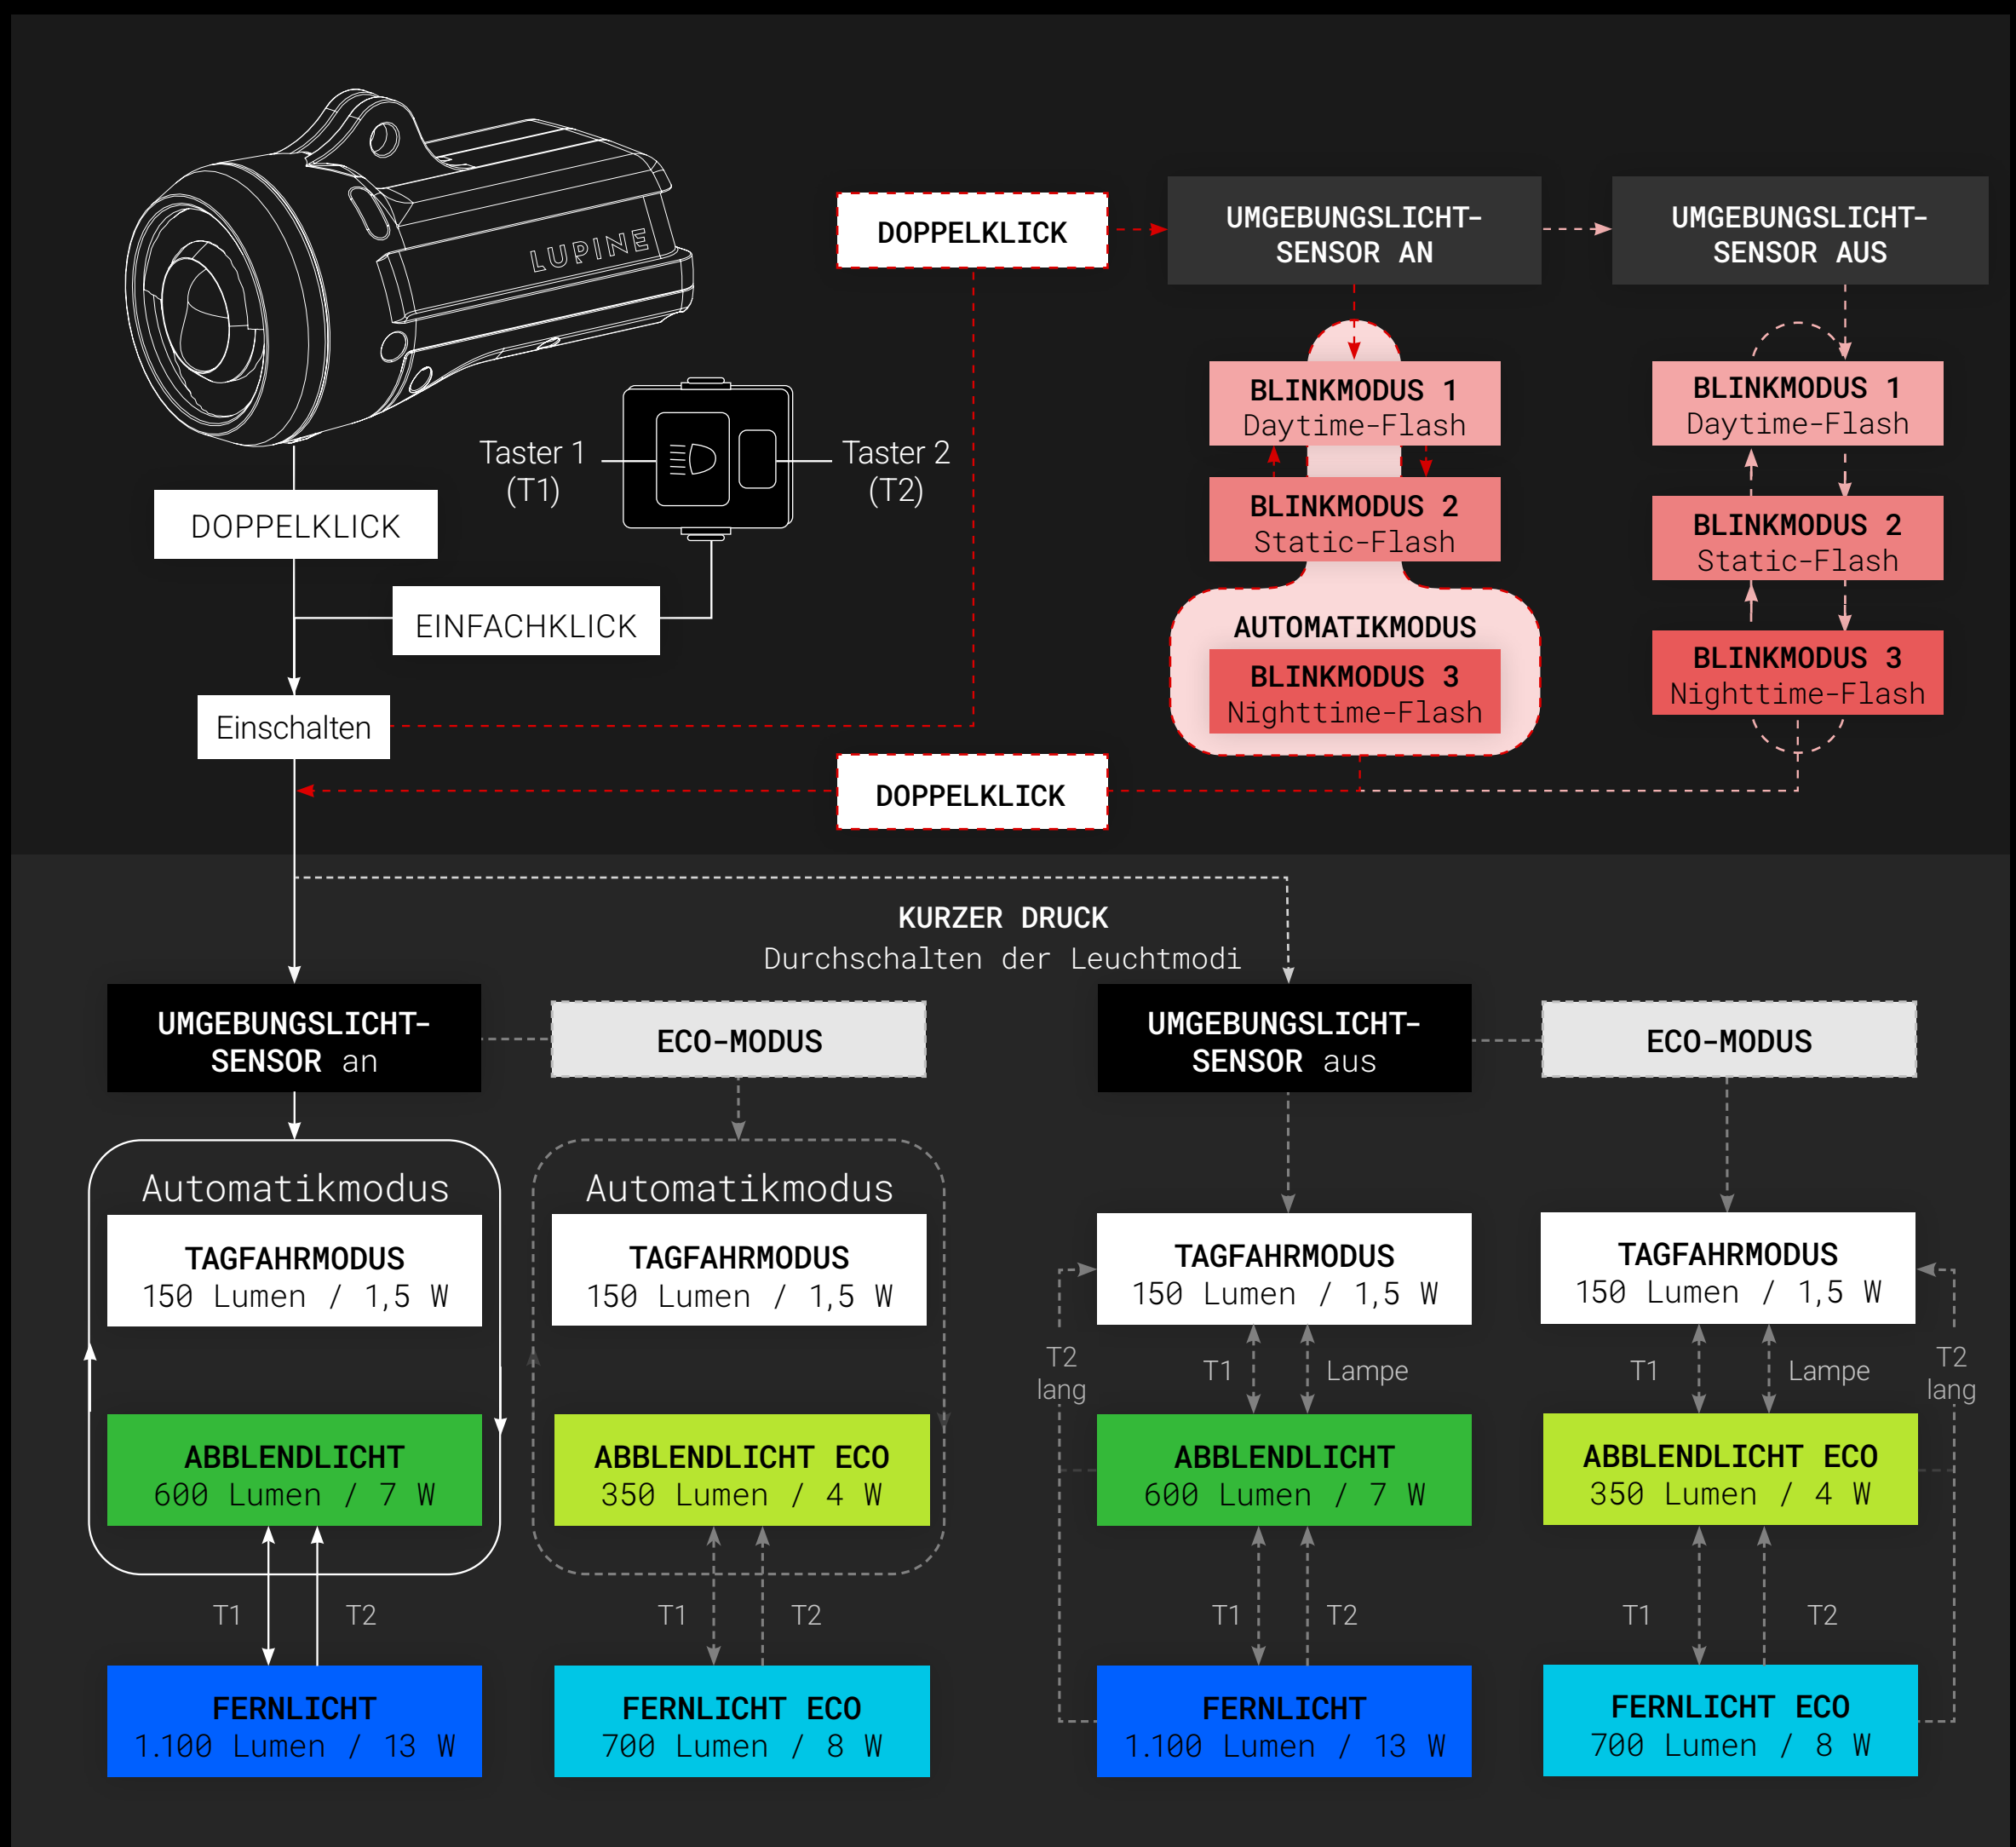 LUPINE
Taster 1
(T1)
Taster 2
(T2)
DOPPELKLICK
EINFACHKLICK
Einschalten
DOPPELKLICK
UMGEBUNGSLICHT-
SENSOR AN
UMGEBUNGSLICHT-
SENSOR AUS
BLINKMODUS 1
Daytime-Flash
BLINKMODUS 2
Static-Flash
AUTOMATIKMODUS
BLINKMODUS 3
Nighttime-Flash
BLINKMODUS 1
Daytime-Flash
BLINKMODUS 2
Static-Flash
BLINKMODUS 3
Nighttime-Flash
DOPPELKLICK
KURZER DRUCK
Durchschalten der Leuchtmodi
UMGEBUNGSLICHT-
SENSOR an
ECO-MODUS
UMGEBUNGSLICHT-
SENSOR aus
ECO-MODUS
Automatikmodus
TAGFAHRMODUS
150 Lumen / 1,5 W
ABBLENDLICHT
600 Lumen / 7 W
T1
T2
FERNLICHT
1.100 Lumen / 13 W
Automatikmodus
TAGFAHRMODUS
150 Lumen / 1,5 W
ABBLENDLICHT ECO
350 Lumen / 4 W
T1
T2
FERNLICHT ECO
700 Lumen / 8 W
TAGFAHRMODUS
150 Lumen / 1,5 W
T2
lang
T1
Lampe
ABBLENDLICHT
600 Lumen / 7 W
T1
T2
FERNLICHT
1.100 Lumen / 13 W
TAGFAHRMODUS
150 Lumen / 1,5 W
T1
Lampe
T2
lang
ABBLENDLICHT ECO
350 Lumen / 4 W
T1
T2
FERNLICHT ECO
700 Lumen / 8 W